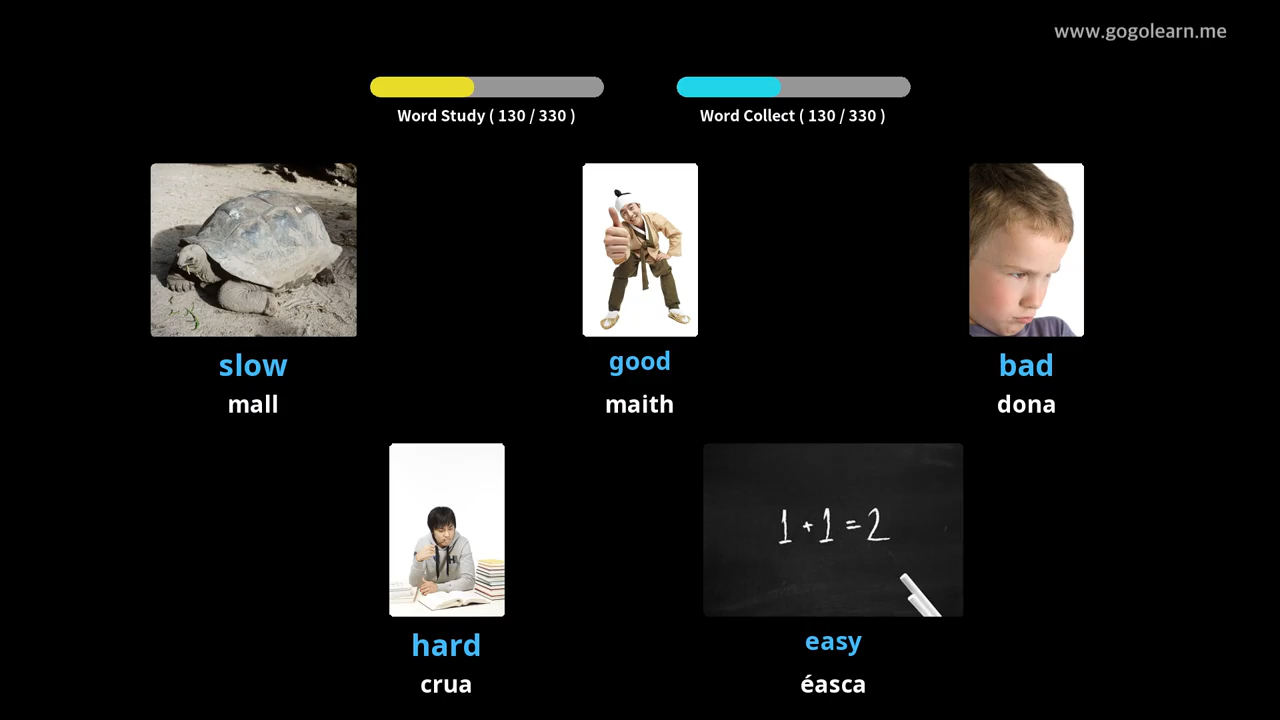 www.gogolearn.me
Word Study ( 130 / 330 )
Word Collect ( 130 / 330 )
slow
mall
good
maith
bad
dona
hard
crua
1 + 1 = 2
easy
éasca